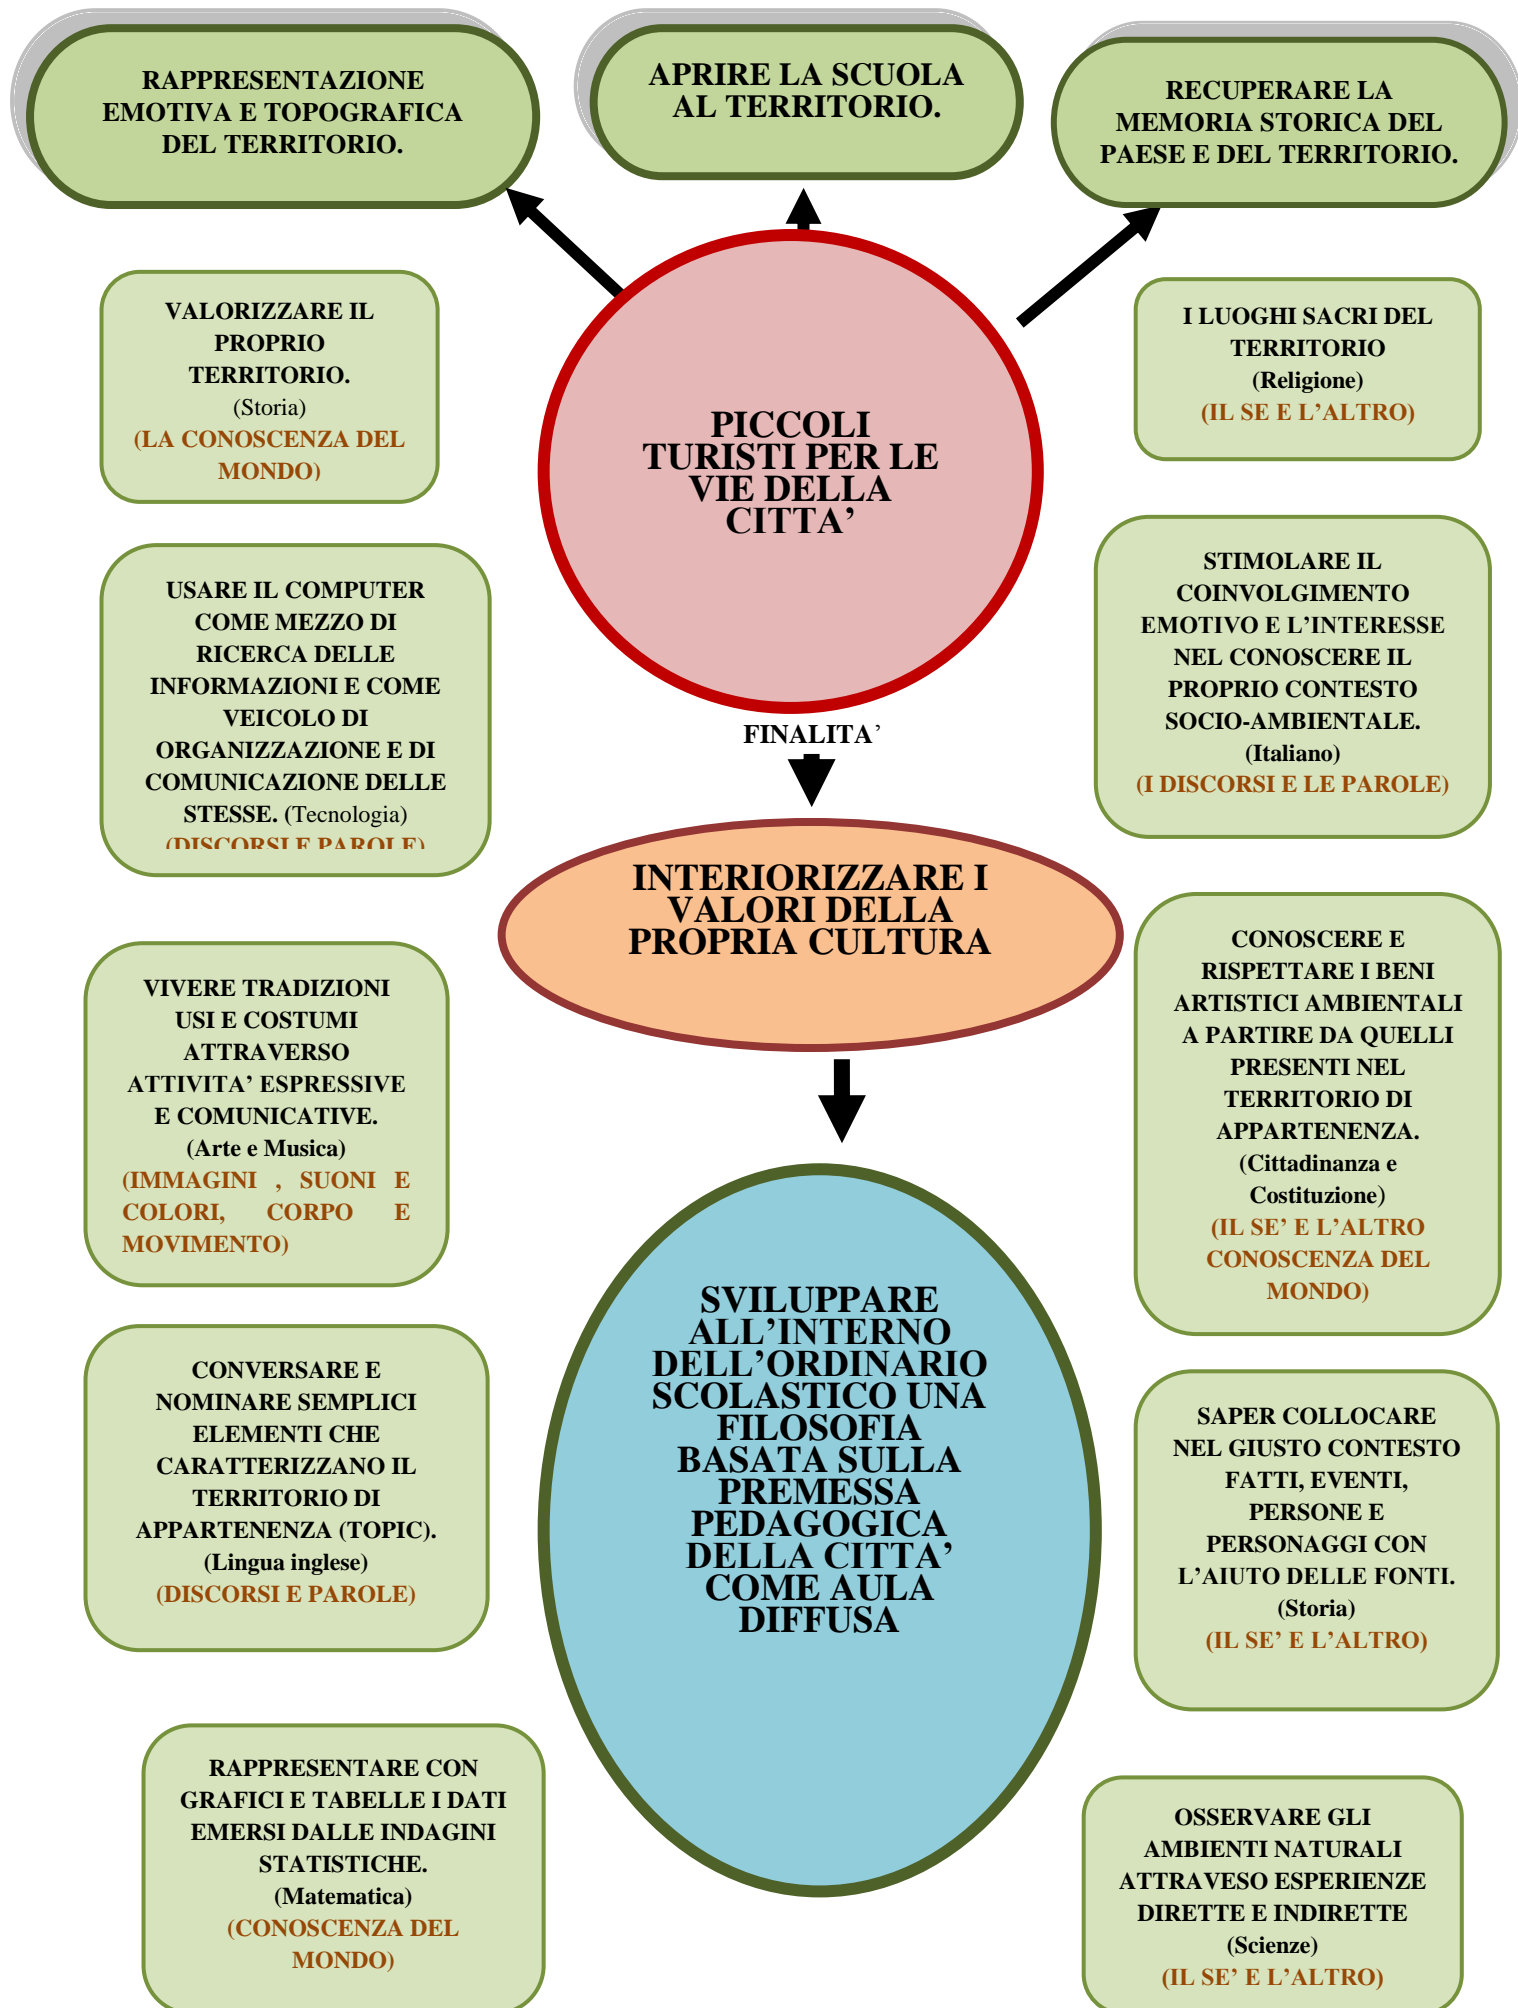 RAPPRESENTAZIONE
EMOTIVA E TOPOGRAFICA
DEL TERRITORIO.
APRIRE LA SCUOLA
AL TERRITORIO.
RECUPERARE LA
MEMORIA STORICA DEL
PAESE E DEL TERRITORIO.
VALORIZZARE IL
PROPRIO
TERRITORIO.
(Storia)
(LA CONOSCENZA DEL
MONDO)
I LUOGHI SACRI DEL
TERRITORIO
(Religione)
(IL SE E L’ALTRO)
PICCOLI
TURISTI PER LE
VIE DELLA
CITTA’
USARE IL COMPUTER
COME MEZZO DI
RICERCA DELLE
INFORMAZIONI E COME
VEICOLO DI
ORGANIZZAZIONE E DI
COMUNICAZIONE DELLE
STESSE. (Tecnologia)
(DISCORSI E PAROLE)
STIMOLARE IL
COINVOLGIMENTO
EMOTIVO E L’INTERESSE
NEL CONOSCERE IL
PROPRIO CONTESTO
SOCIO-AMBIENTALE.
(Italiano)
(I DISCORSI E LE PAROLE)
FINALITA’
INTERIORIZZARE I
VALORI DELLA
PROPRIA CULTURA
VIVERE TRADIZIONI
USI E COSTUMI
ATTRAVERSO
ATTIVITA’ ESPRESSIVE
E COMUNICATIVE.
(Arte e Musica)
(IMMAGINI , SUONI E
COLORI, CORPO E
MOVIMENTO)
CONOSCERE E
RISPETTARE I BENI
ARTISTICI AMBIENTALI
A PARTIRE DA QUELLI
PRESENTI NEL
TERRITORIO DI
APPARTENENZA.
(Cittadinanza e
Costituzione)
(IL SE’ E L’ALTRO
CONOSCENZA DEL
MONDO)
SVILUPPARE
ALL’INTERNO
DELL’ORDINARIO
SCOLASTICO UNA
FILOSOFIA
BASATA SULLA
PREMESSA
PEDAGOGICA
DELLA CITTA’
COME AULA
DIFFUSA
CONVERSARE E
NOMINARE SEMPLICI
ELEMENTI CHE
CARATTERIZZANO IL
TERRITORIO DI
APPARTENENZA (TOPIC).
(Lingua inglese)
(DISCORSI E PAROLE)
SAPER COLLOCARE
NEL GIUSTO CONTESTO
FATTI, EVENTI,
PERSONE E
PERSONAGGI CON
L’AIUTO DELLE FONTI.
(Storia)
(IL SE’ E L’ALTRO)
RAPPRESENTARE CON
GRAFICI E TABELLE I DATI
EMERSI DALLE INDAGINI
STATISTICHE.
(Matematica)
(CONOSCENZA DEL
MONDO)
OSSERVARE GLI
AMBIENTI NATURALI
ATTRAVESO ESPERIENZE
DIRETTE E INDIRETTE
(Scienze)
(IL SE’ E L’ALTRO)